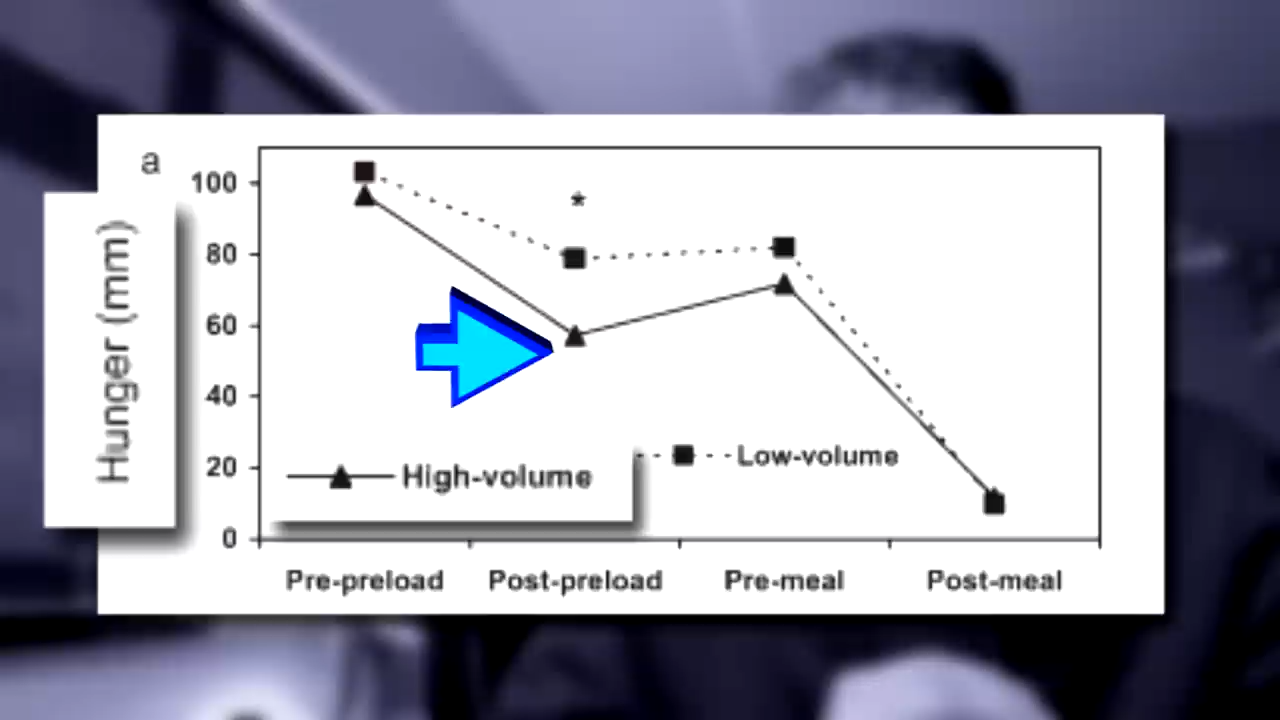 a
Hunger (mm)
100
80
60
40
20
0
*
High-volume
Low-volume
Pre-preload Post-preload Pre-meal Post-meal